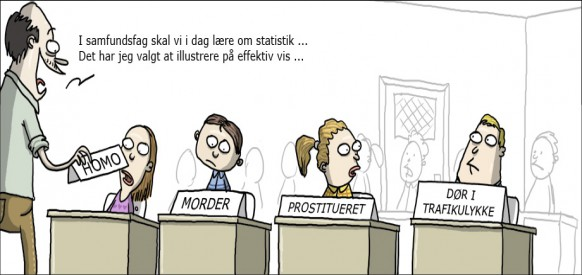 I samfundsfag skal vi i dag lære om statistik ...
Det har jeg valgt at illustrere på effektiv vis ...
HOMO
MORDER
PROSTITUERET
DØR I
TRAFIKULYKKE